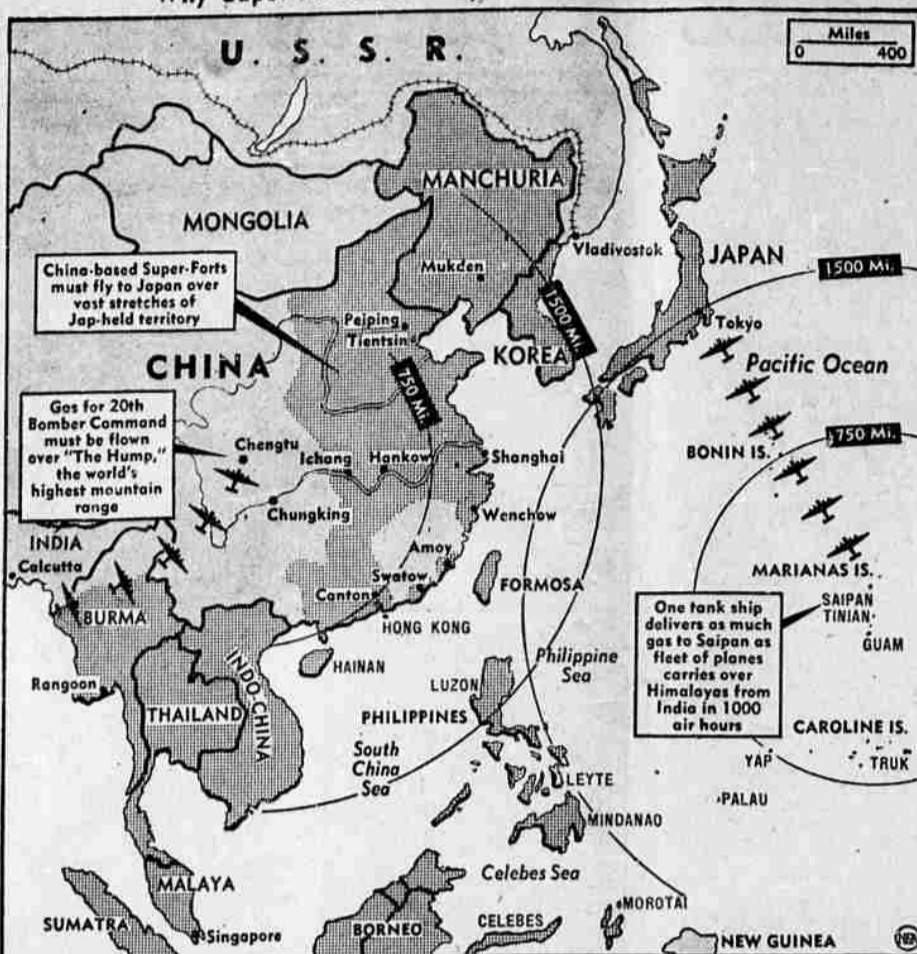 Why Super
Miles
0 400
U. S. S. R.
MANCHURIA
MONGOLIA
Vladivostok
JAPAN
1500 Mi.
China-based Super-Forts
must fly to Japan over
vast stretches of
Jap-held territory
Mukden
1500 Mi.
Tokyo
Peiping
Tientsin
KOREA
Pacific Ocean
CHINA
750 Mi.
Gas for 20th
Bomber Command
must be flown
over "The Hump,"
the world's
highest mountain
range
750 Mi.
Chengtu
Ichang
Hankow
Shanghai
BONIN IS.
Chungking
Wenchow
INDIA
Calcutta
Amoy
MARIANAS IS.
Swatow
FORMOSA
Canton
SAIPAN
TINIAN
One tank ship
delivers as much
gas to Saipan as
fleet of planes
carries over
Himalayas from
India in 1000
air hours
BURMA
HONG KONG
GUAM
HAINAN
Philippine
Sea
INDO-CHINA
Rangoon
LUZON
THAILAND
PHILIPPINES
CAROLINE IS.
South
China
Sea
YAP
TRUK
LEYTE
PALAU
MINDANAO
Celebes Sea
MALAYA
MOROTAI
SUMATRA
Singapore
BORNEO
CELEBES
NEW GUINEA
NEA